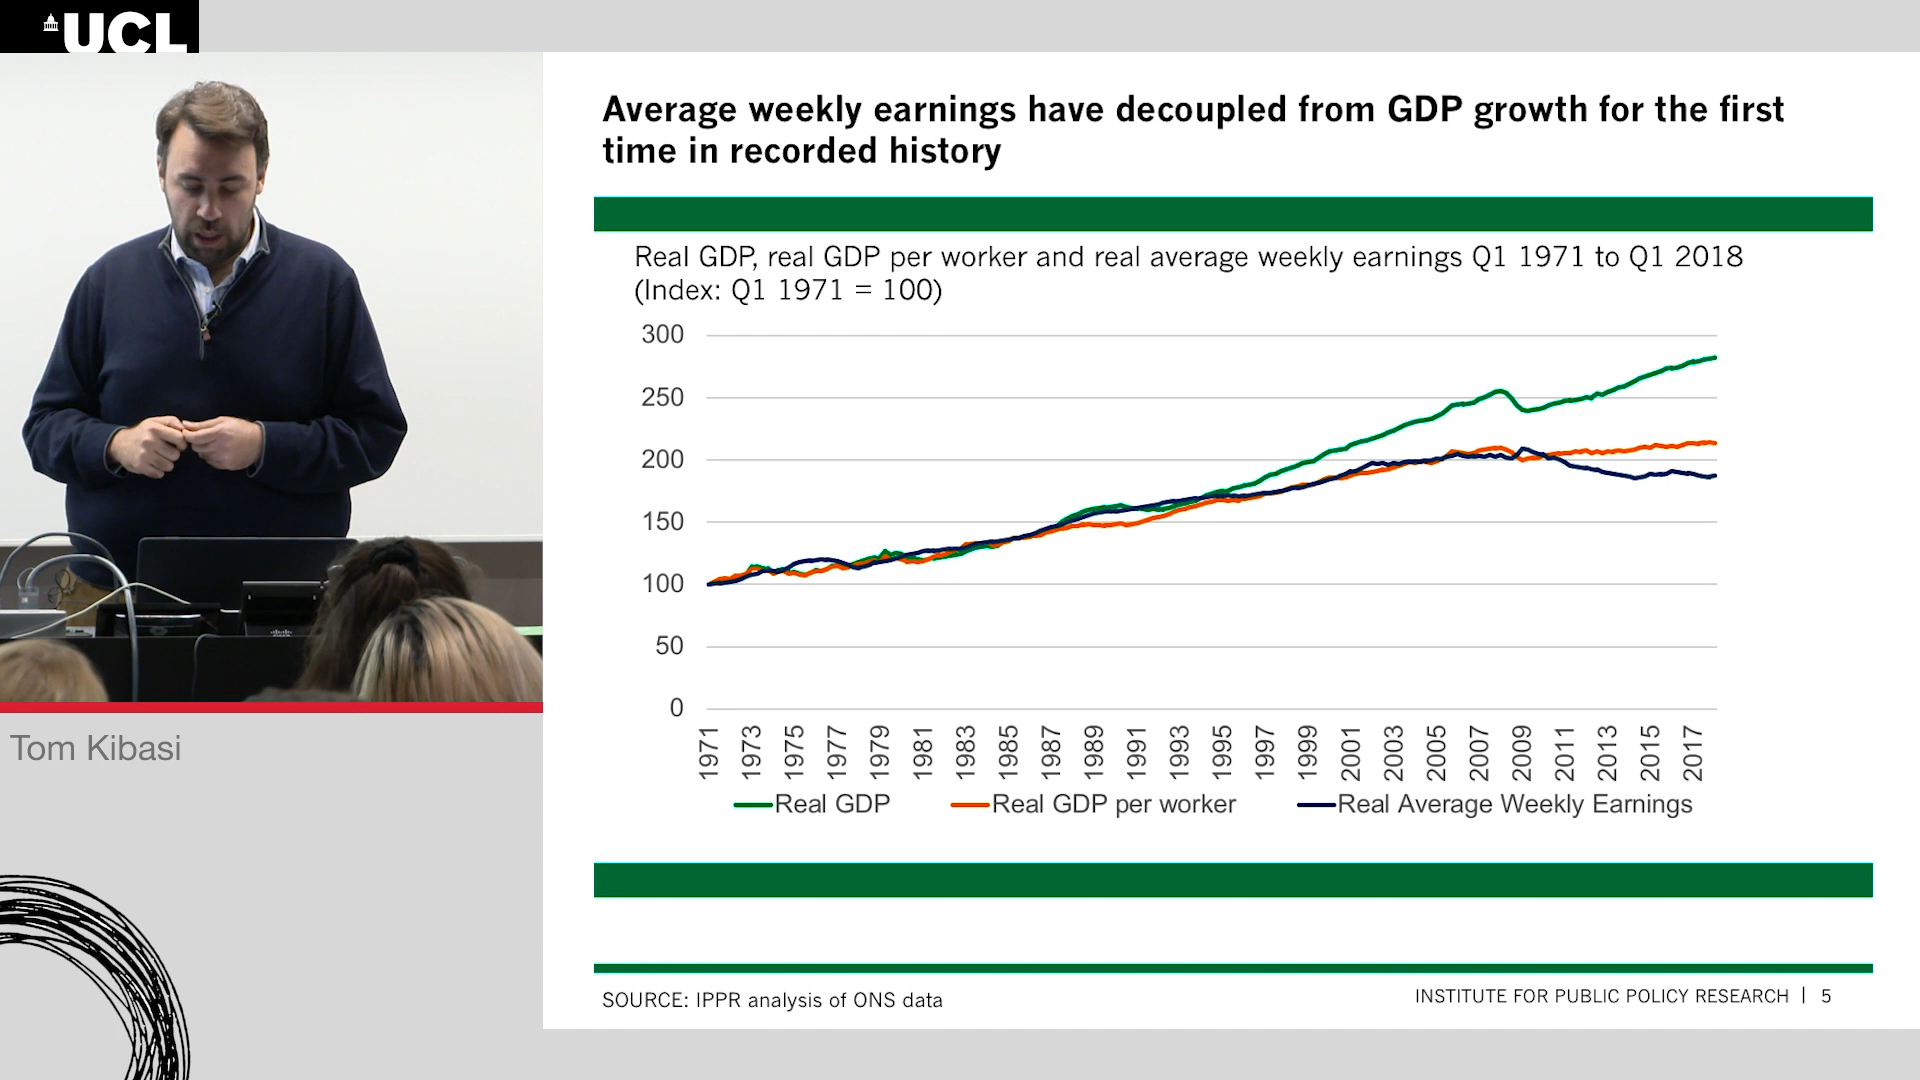 UCL
Average weekly earnings have decoupled from GDP growth for the first
time in recorded history
Real GDP, real GDP per worker and real average weekly earnings Q1 1971 to Q1 2018
(Index: Q1 1971 = 100)
300
250
200
150
100
50
0
1971 1973 1975 1977 1979 1981 1983 1985 1987 1989 1991 1993 1995 1997 1999 2001 2003 2005 2007 2009 2011 2013 2015 2017
Real GDP Real GDP per worker Real Average Weekly Earnings
Tom Kibasi
SOURCE: IPPR analysis of ONS data
INSTITUTE FOR PUBLIC POLICY RESEARCH | 5